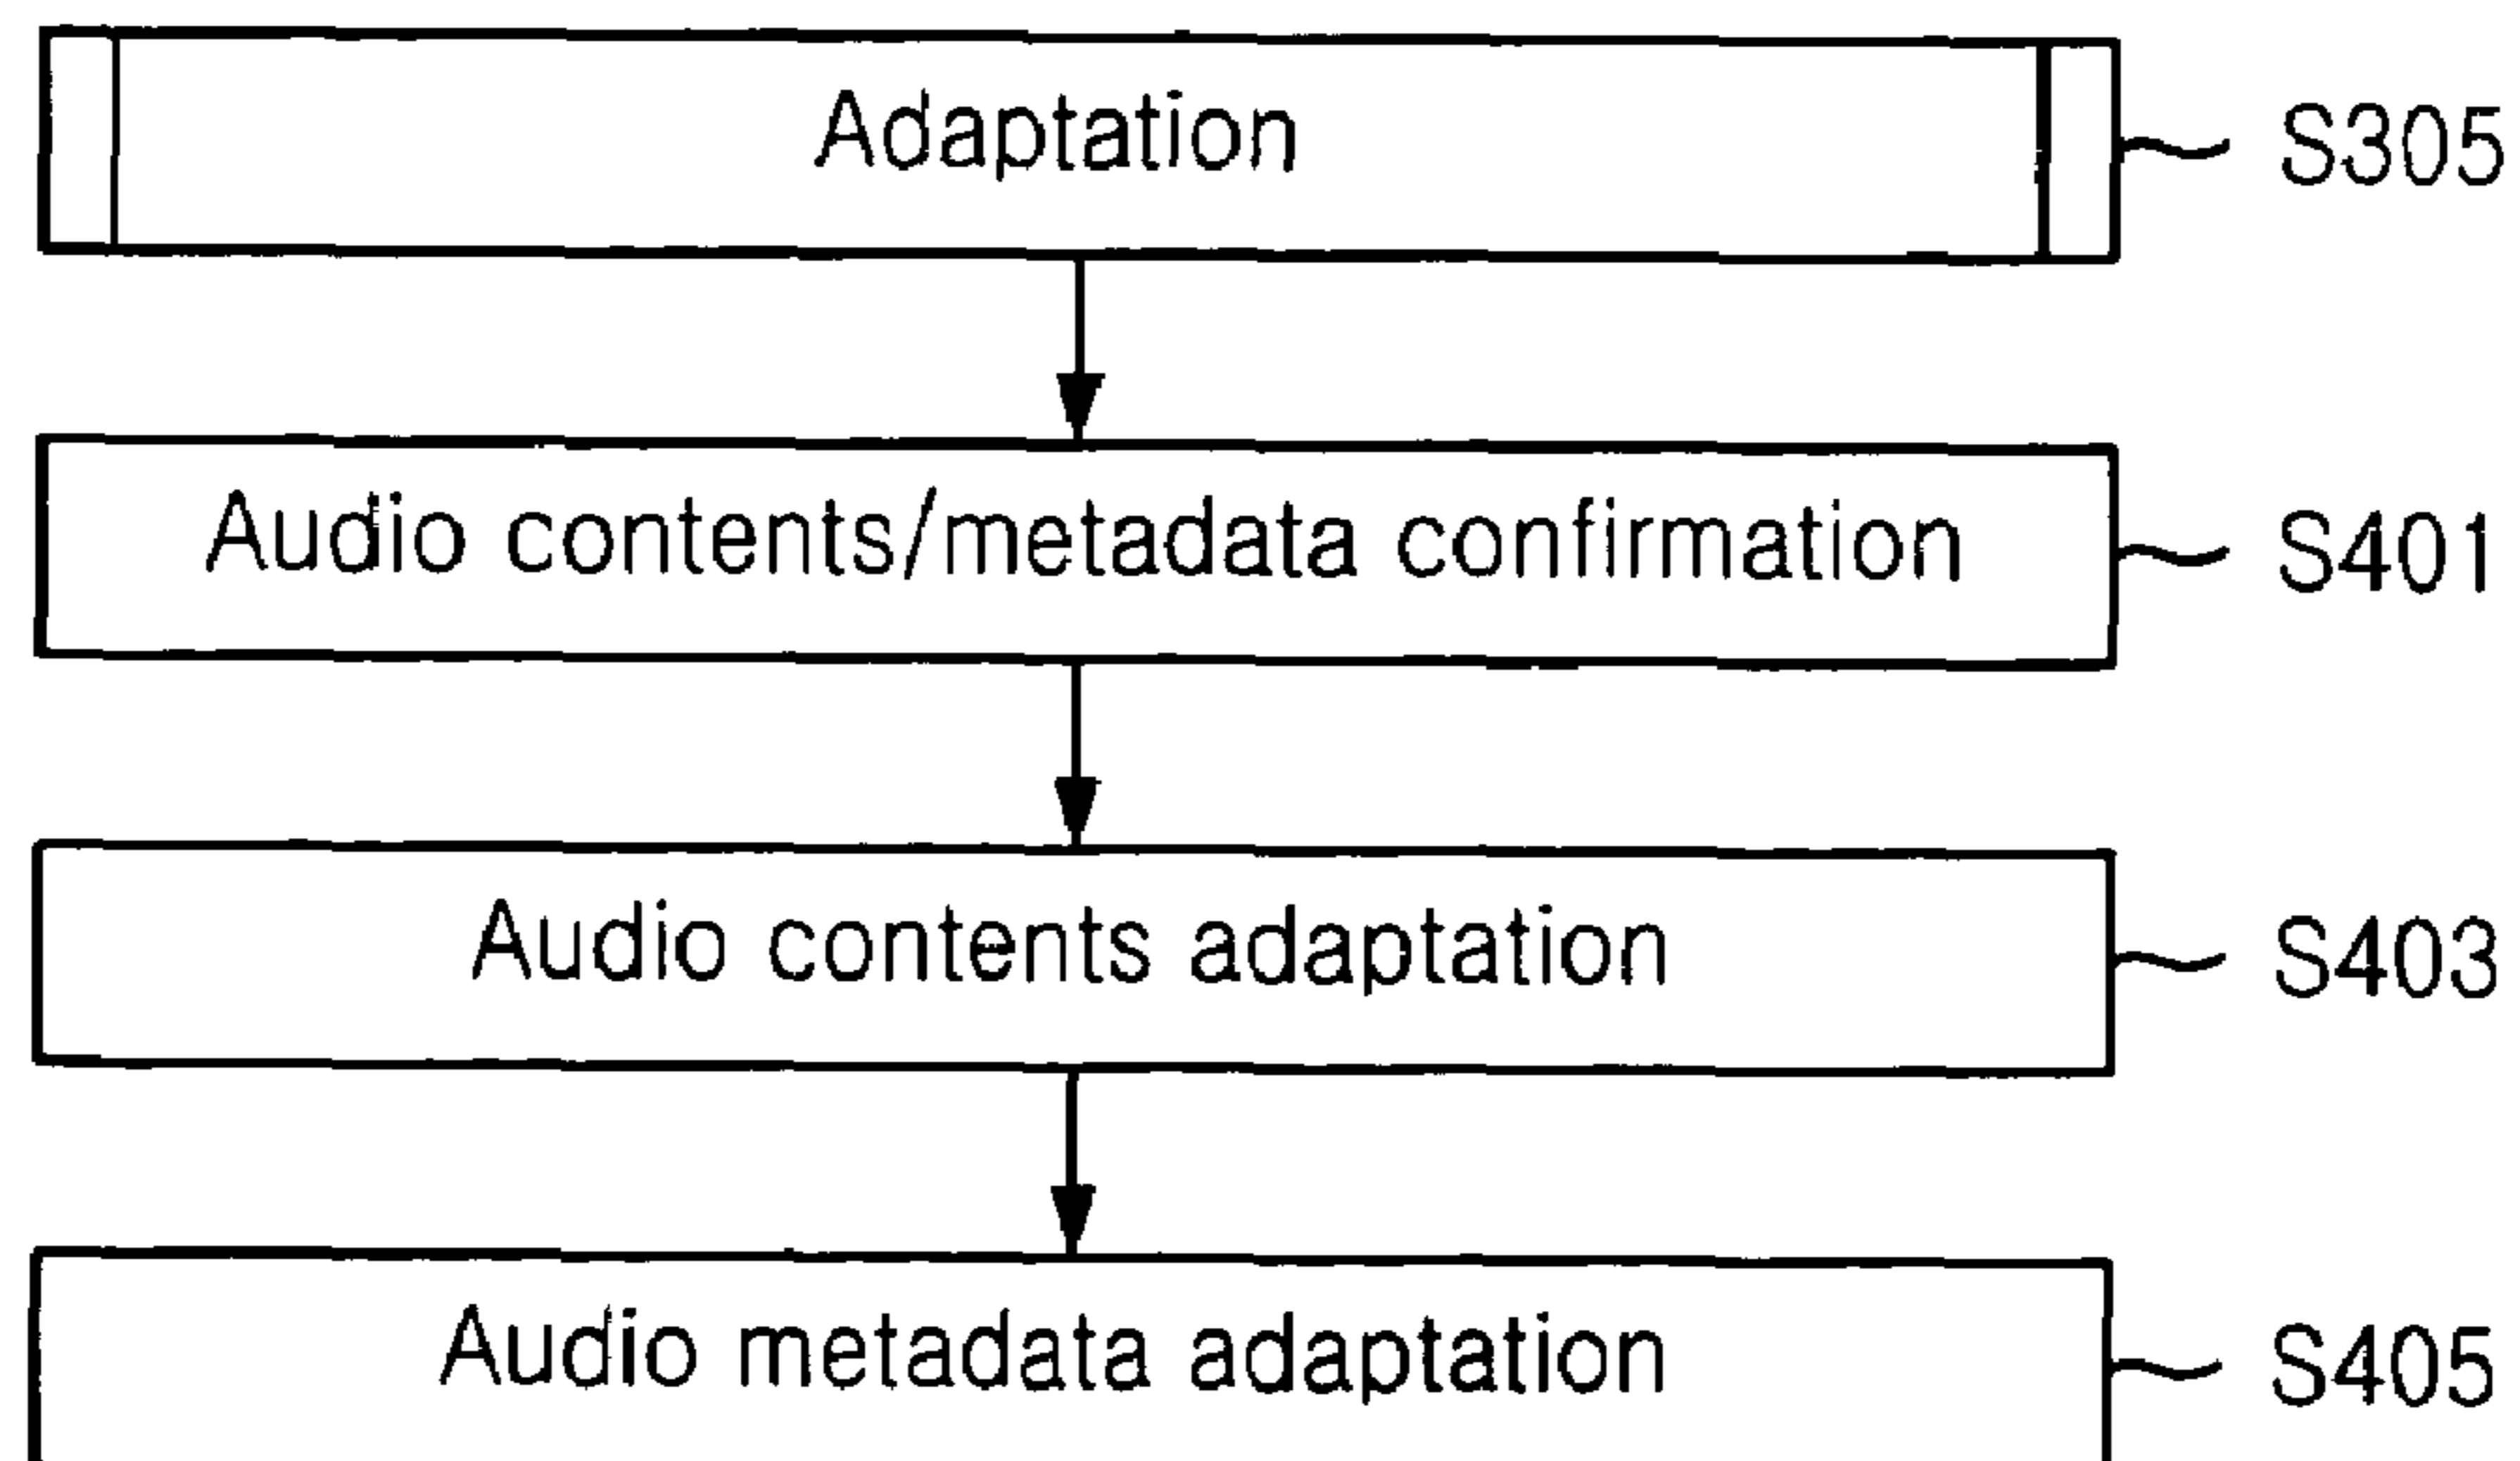 Adaptation
S305
Audio contents/metadata confirmation
S401
Audio contents adaptation
S403
Audio metadata adaptation
S405